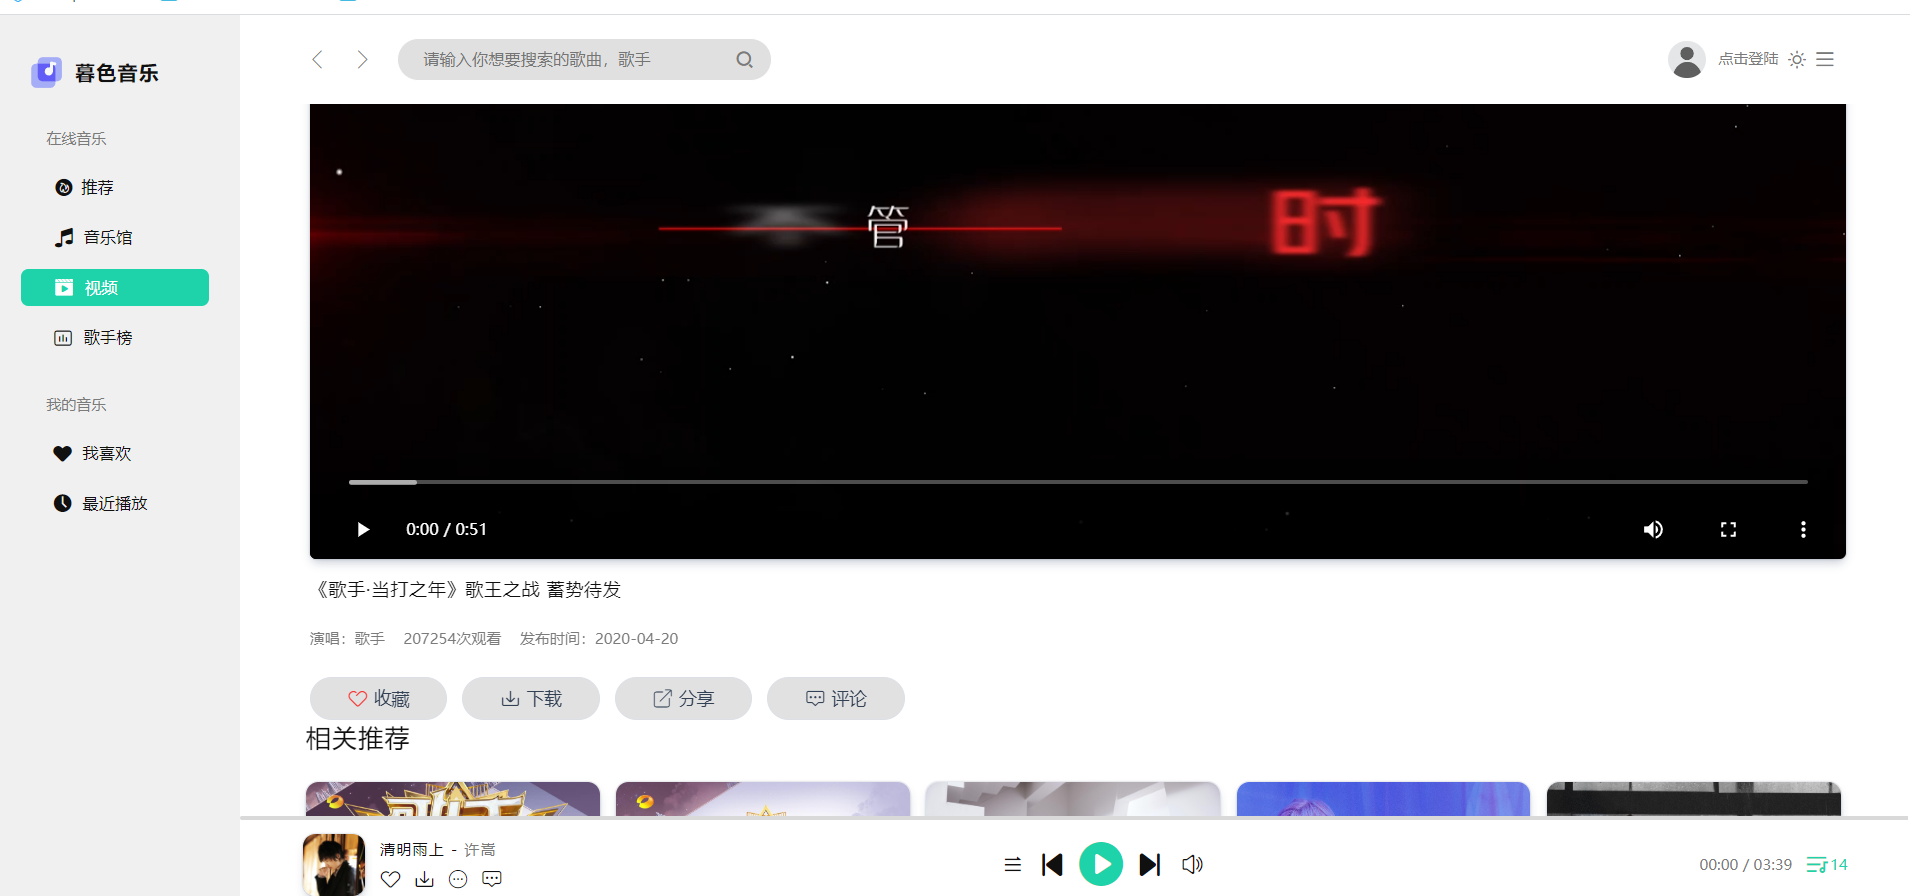 暮色音乐
在线音乐
推荐
音乐馆
视频
歌手榜
我的音乐
我喜欢
最近播放
请输入你想要搜索的歌曲，歌手
点击登陆
管 时
0:00 / 0:51
《歌手·当打之年》歌王之战 蓄势待发
演唱：歌手 207254次观看 发布时间：2020-04-20
收藏 下载 分享 评论
相关推荐
清明雨上 - 许嵩
00:00 / 03:39 14